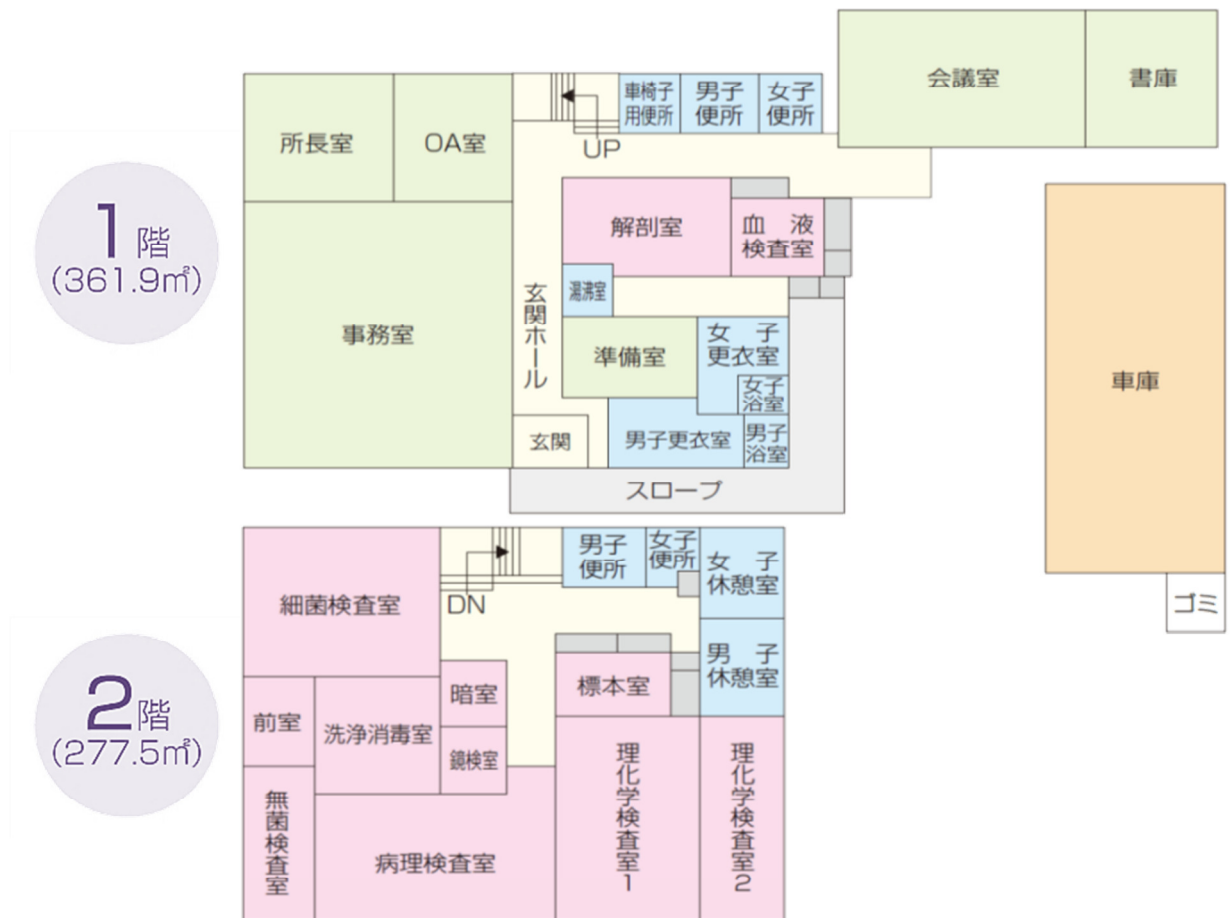 会議室
書庫
車椅子
用便所
男子
便所
女子
便所
所長室
OA室
UP
1階
(361.9㎡)
解剖室
血 液
検査室
湯沸室
玄関ホール
事務室
準備室
女 子
更衣室
女子
浴室
車庫
玄関
男子更衣室
男子
浴室
スロープ
ゴミ
男子
便所
女子
便所
女 子
休憩室
DN
細菌検査室
2階
(277.5㎡)
男 子
休憩室
標本室
暗室
前室
洗浄消毒室
鏡検室
理化学検査室1
理化学検査室2
無菌検査室
病理検査室